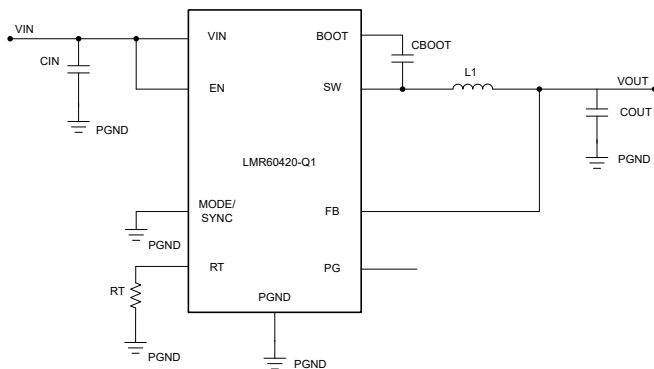 VIN
CIN
PGND
VIN
EN
MODE/
SYNC
RT
BOOT
SW
FB
PG
LMR60420-Q1
PGND
CBOOT
L1
VOUT
COUT
PGND
PGND
RT
PGND
PGND